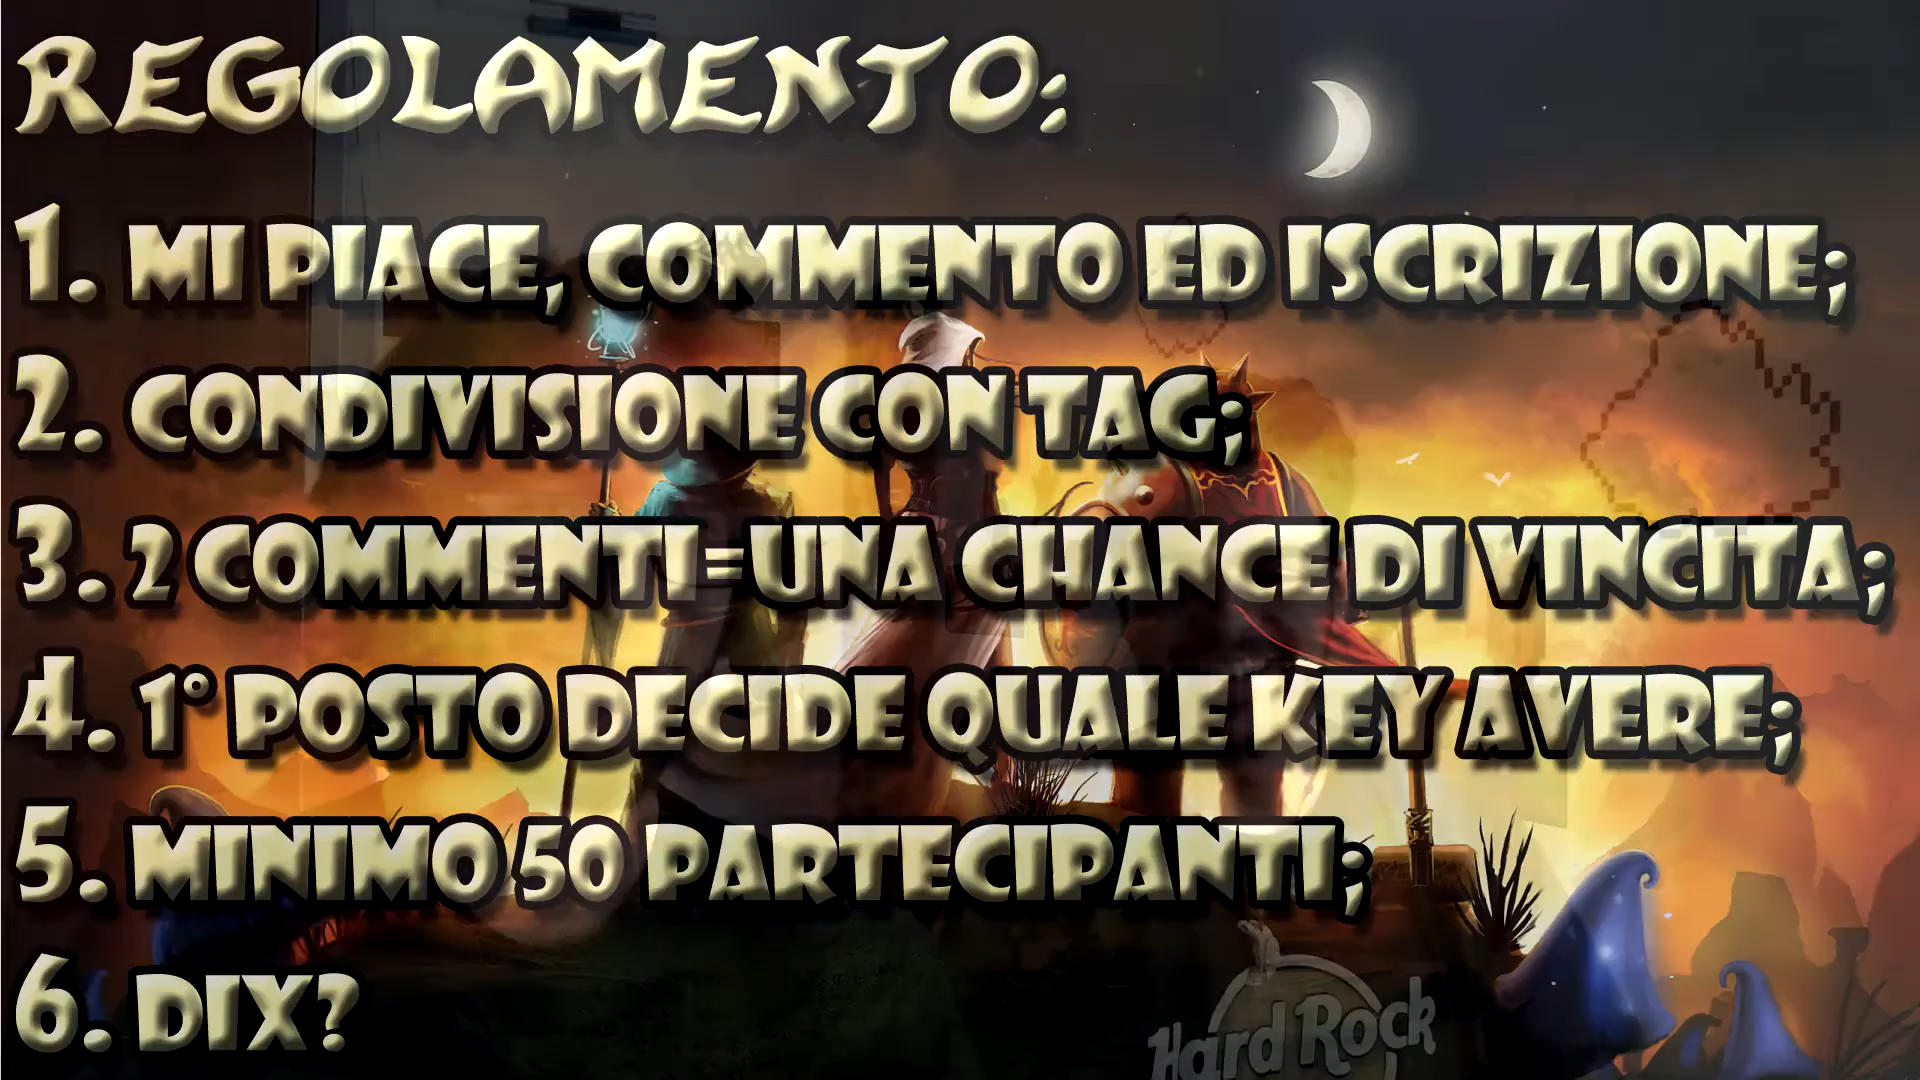 REGOLAMENTO:
1. MI PIACE, COMMENTO ED ISCRIZIONE;
2. CONDIVISIONE CON TAG;
3. 2 COMMENTI=UNA CHANCE DI VINCITA;
4. 1° POSTO DECIDE QUALE KEY AVERE;
5. MINIMO 50 PARTECIPANTI;
6. DIX?
Hard Rock